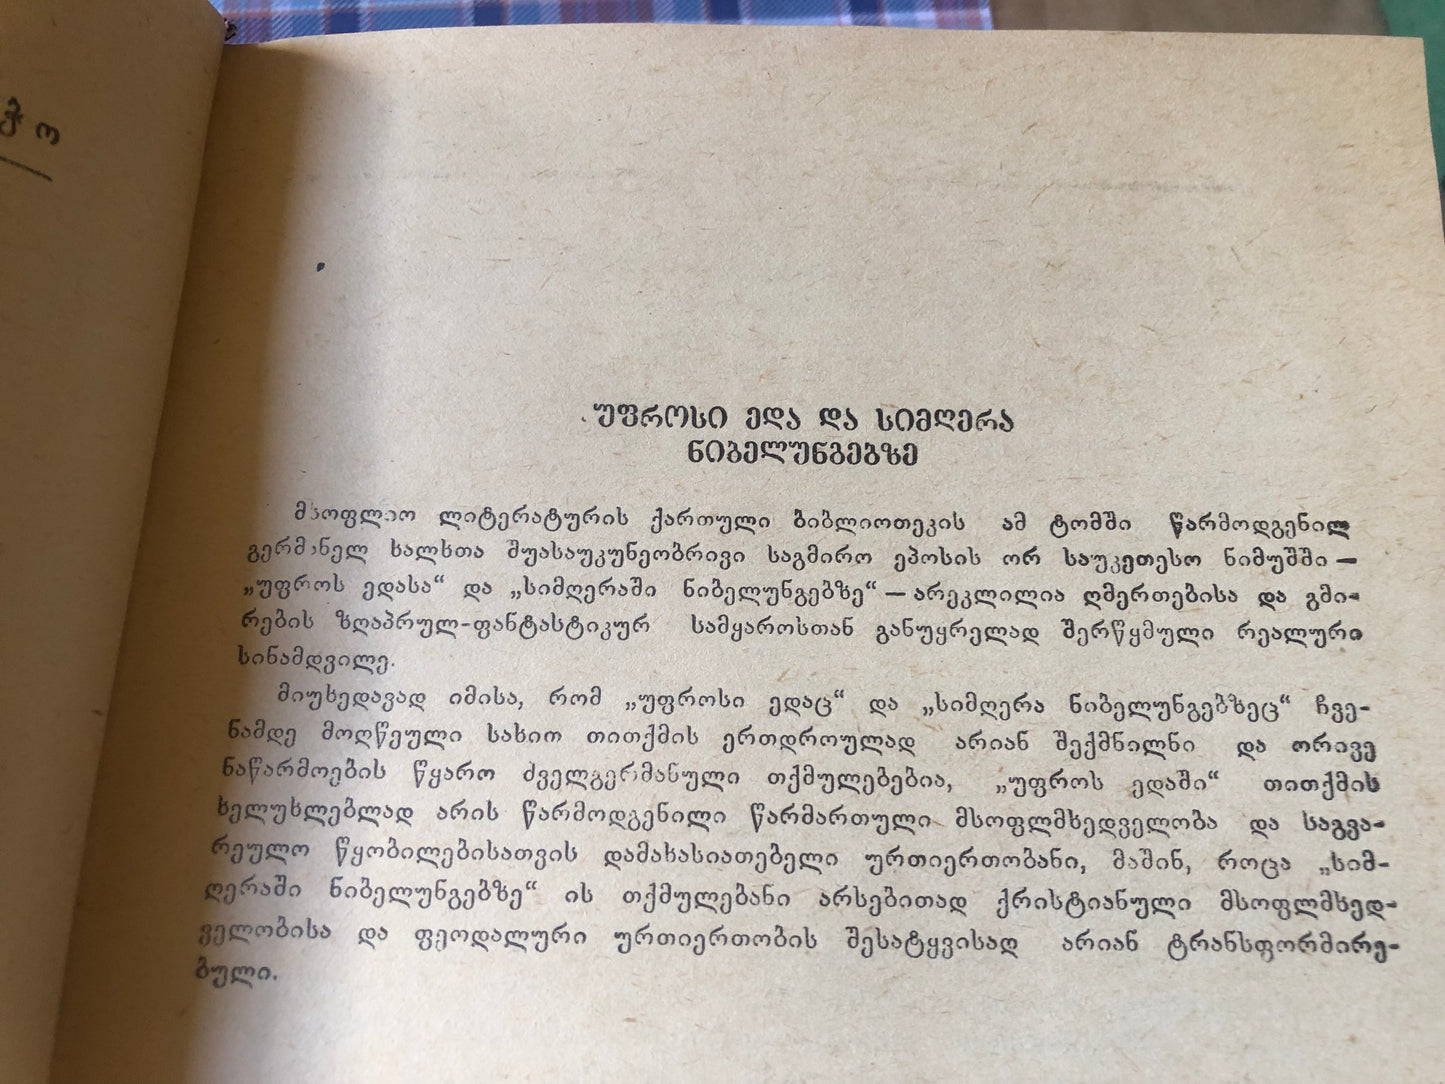 უფროსი ედა და სიმღერა
ნიბელუნგებზე
მსოფლიო ლიტერატურის ქართული ბიბლიოთეკის ამ ტომში წარმოდგენილ
გერმანელ ხალხთა შუასაუკუნეობრივი საგმირო ეპოსის ორ საუკეთესო ნიმუშში —
„უფროს ედასა“ და „სიმღერაში ნიბელუნგებზე“ — არეკლილია ღმერთებისა და გმი-
რების ზღაპრულ-ფანტასტიკურ სამყაროსთან განუყრელად შერწყმული რეალური
სინამდვილე.
მიუხედავად იმისა, რომ „უფროსი ედაც“ და „სიმღერა ნიბელუნგებზეც“ ჩვე-
ნამდე მოღწეული სახით თითქმის ერთდროულად არიან შექმნილნი და ორივე
ნაწარმოების წყარო ძველგერმანული თქმულებებია, „უფროს ედაში“ თითქმის
ხელუხლებლად არის წარმოდგენილი წარმართული მსოფლმხედველობა და საგვა-
რეულო წყობილებისათვის დამახასიათებელი ურთიერთობანი, მაშინ, როცა „სიმ-
ღერაში ნიბელუნგებზე“ ის თქმულებანი არსებითად ქრისტიანული მსოფლმხედ-
ველობისა და ფეოდალური ურთიერთობის შესატყვისად არიან ტრანსფორმირე-
ბული.